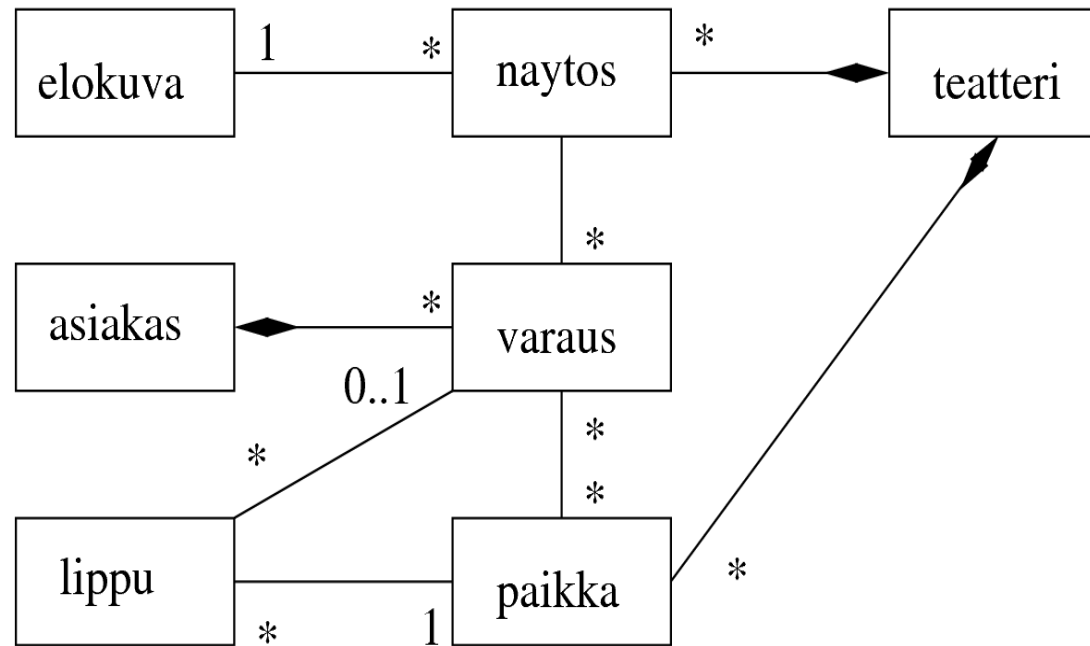 elokuva
1
*
naytos
*
teatteri
*
asiakas
*
varaus
0..1
*
*
*
lippu
*
1
paikka
*